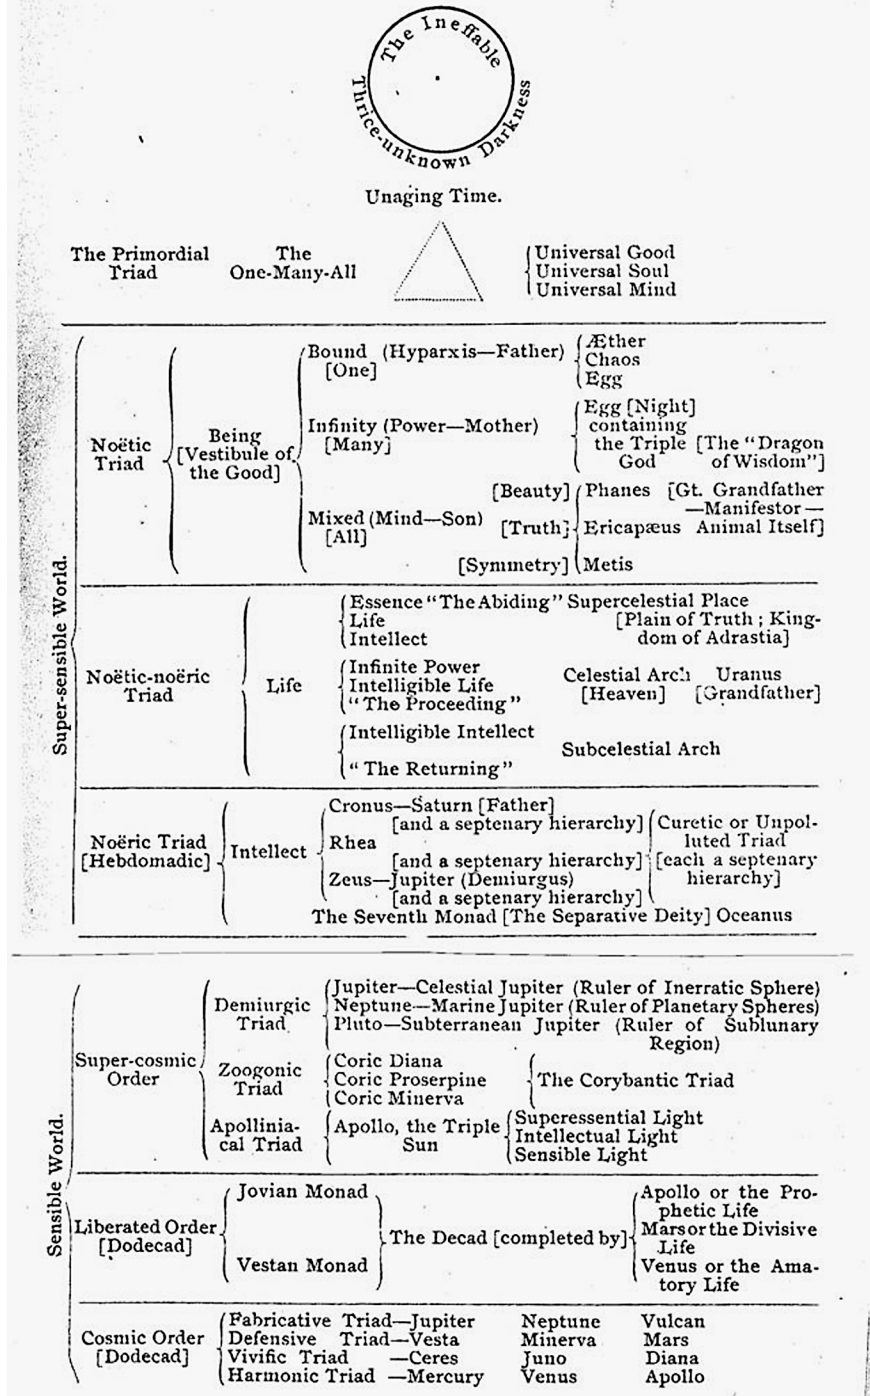 The Ineffable
Thrice-unknown Darkness
Unaging Time.
The Primordial Triad
The One-Many-All
Universal Good
Universal Soul
Universal Mind
Super-sensible World.
Noëtic Triad
Being
[Vestibule of the Good]
Bound (Hyparxis—Father)
[One]
Æther
Chaos
Egg
Infinity (Power—Mother)
[Many]
Egg [Night]
containing
the Triple [The "Dragon
God of Wisdom"]
Mixed (Mind—Son)
[All]
[Beauty] Phanes [Gt. Grandfather
—Manifestor—
[Truth] Ericapæus Animal Itself]
[Symmetry] Metis
Noëtic-noëric
Triad
Life
Essence "The Abiding" Supercelestial Place
Life [Plain of Truth ; King-
Intellect dom of Adrastia]
Infinite Power
Intelligible Life
"The Proceeding"
Celestial Arch Uranus
[Heaven] [Grandfather]
Intelligible Intellect
"The Returning"
Subcelestial Arch
Noëric Triad
[Hebdomadic]
Intellect
Cronus—Saturn [Father]
[and a septenary hierarchy]
Rhea
[and a septenary hierarchy]
Zeus—Jupiter (Demiurgus)
[and a septenary hierarchy]
Curetic or Unpol-
luted Triad
[each a septenary
hierarchy]
The Seventh Monad [The Separative Deity] Oceanus
Sensible World.
Super-cosmic
Order
Demiurgic
Triad
Jupiter—Celestial Jupiter (Ruler of Inerratic Sphere)
Neptune—Marine Jupiter (Ruler of Planetary Spheres)
Pluto—Subterranean Jupiter (Ruler of Sublunary
Region)
Zoogonic
Triad
Coric Diana
Coric Proserpine
Coric Minerva
The Corybantic Triad
Apollinia-
cal Triad
Apollo, the Triple
Sun
Superessential Light
Intellectual Light
Sensible Light
Liberated Order
[Dodecad]
Jovian Monad
Vestan Monad
The Decad [completed by]
Apollo or the Pro-
phetic Life
Mars or the Divisive
Life
Venus or the Ama-
tory Life
Cosmic Order
[Dodecad]
Fabricative Triad—Jupiter Neptune Vulcan
Defensive Triad—Vesta Minerva Mars
Vivific Triad —Ceres Juno Diana
Harmonic Triad —Mercury Venus Apollo